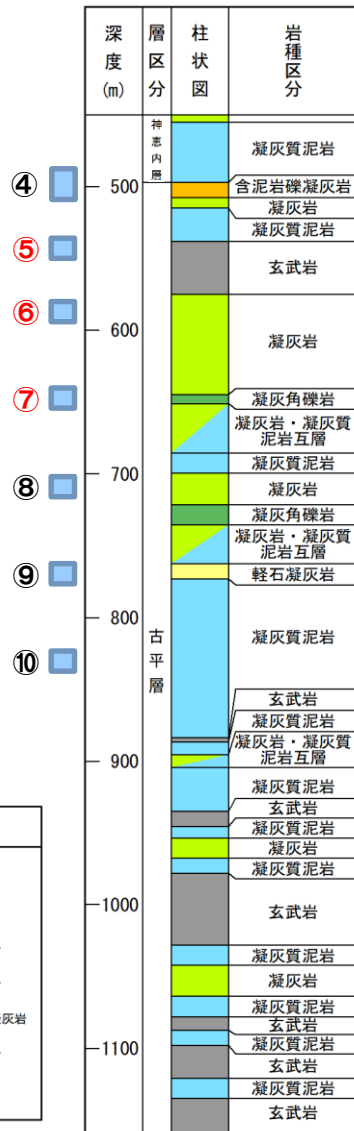 深度(m)
層区分
柱状図
岩種区分
神恵内層
凝灰質泥岩
④
500
含泥岩礫凝灰岩
凝灰岩
凝灰質泥岩
⑤
玄武岩
⑥
600
凝灰岩
⑦
凝灰角礫岩
凝灰岩・凝灰質
泥岩互層
凝灰質泥岩
700
⑧
凝灰岩
凝灰角礫岩
凝灰岩・凝灰質
泥岩互層
⑨
軽石凝灰岩
800
古平層
凝灰質泥岩
⑩
玄武岩
凝灰質泥岩
凝灰岩・凝灰質
泥岩互層
900
凝灰質泥岩
玄武岩
凝灰質泥岩
凝灰岩
凝灰質泥岩
1000
玄武岩
凝灰質泥岩
凝灰岩
凝灰質泥岩
灰岩
玄武岩
凝灰質泥岩
1100
玄武岩
凝灰質泥岩
玄武岩